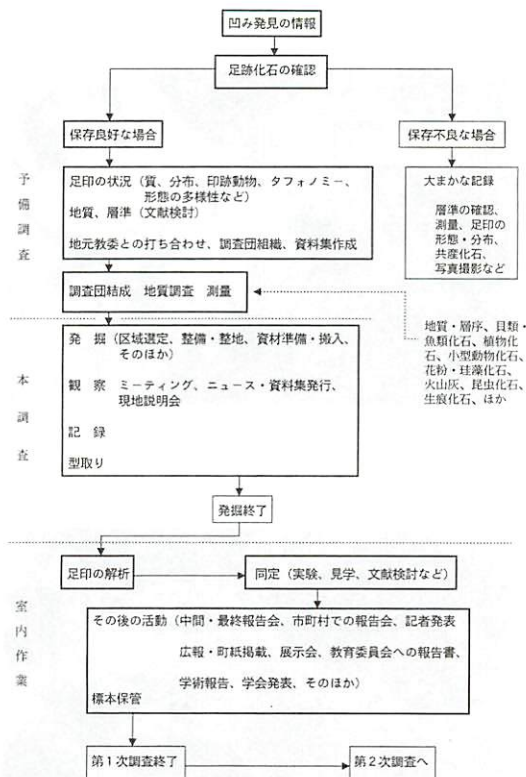 凹み発見の情報
足跡化石の確認
保存良好な場合
保存不良な場合
予備調査
足印の状況（質、分布、印跡動物、タフォノミー、
形態の多様性など）
地質、層準（文献検討）
地元教委との打ち合わせ、調査団組織、資料集作成
大まかな記録
層準の確認、
測量、足印の
形態・分布、
共産化石、
写真撮影など
調査団結成　地質調査　測量
地質・層序、貝類・
魚類化石、植物化
石、小型動物化石、
花粉・珪藻化石、
火山灰、昆虫化石、
生痕化石、ほか
本調査
発　掘（区域選定、整備・整地、資材準備・搬入、
そのほか）
観　察　ミーティング、ニュース・資料集発行、
現地説明会
記　録
型取り
発掘終了
室内作業
足印の解析
同定（実験、見学、文献検討など）
その後の活動（中間・最終報告会、市町村での報告会、記者発表
広報・町紙掲載、展示会、教育委員会への報告書、
学術報告、学会発表、そのほか）
標本保管
第1次調査終了
第2次調査へ